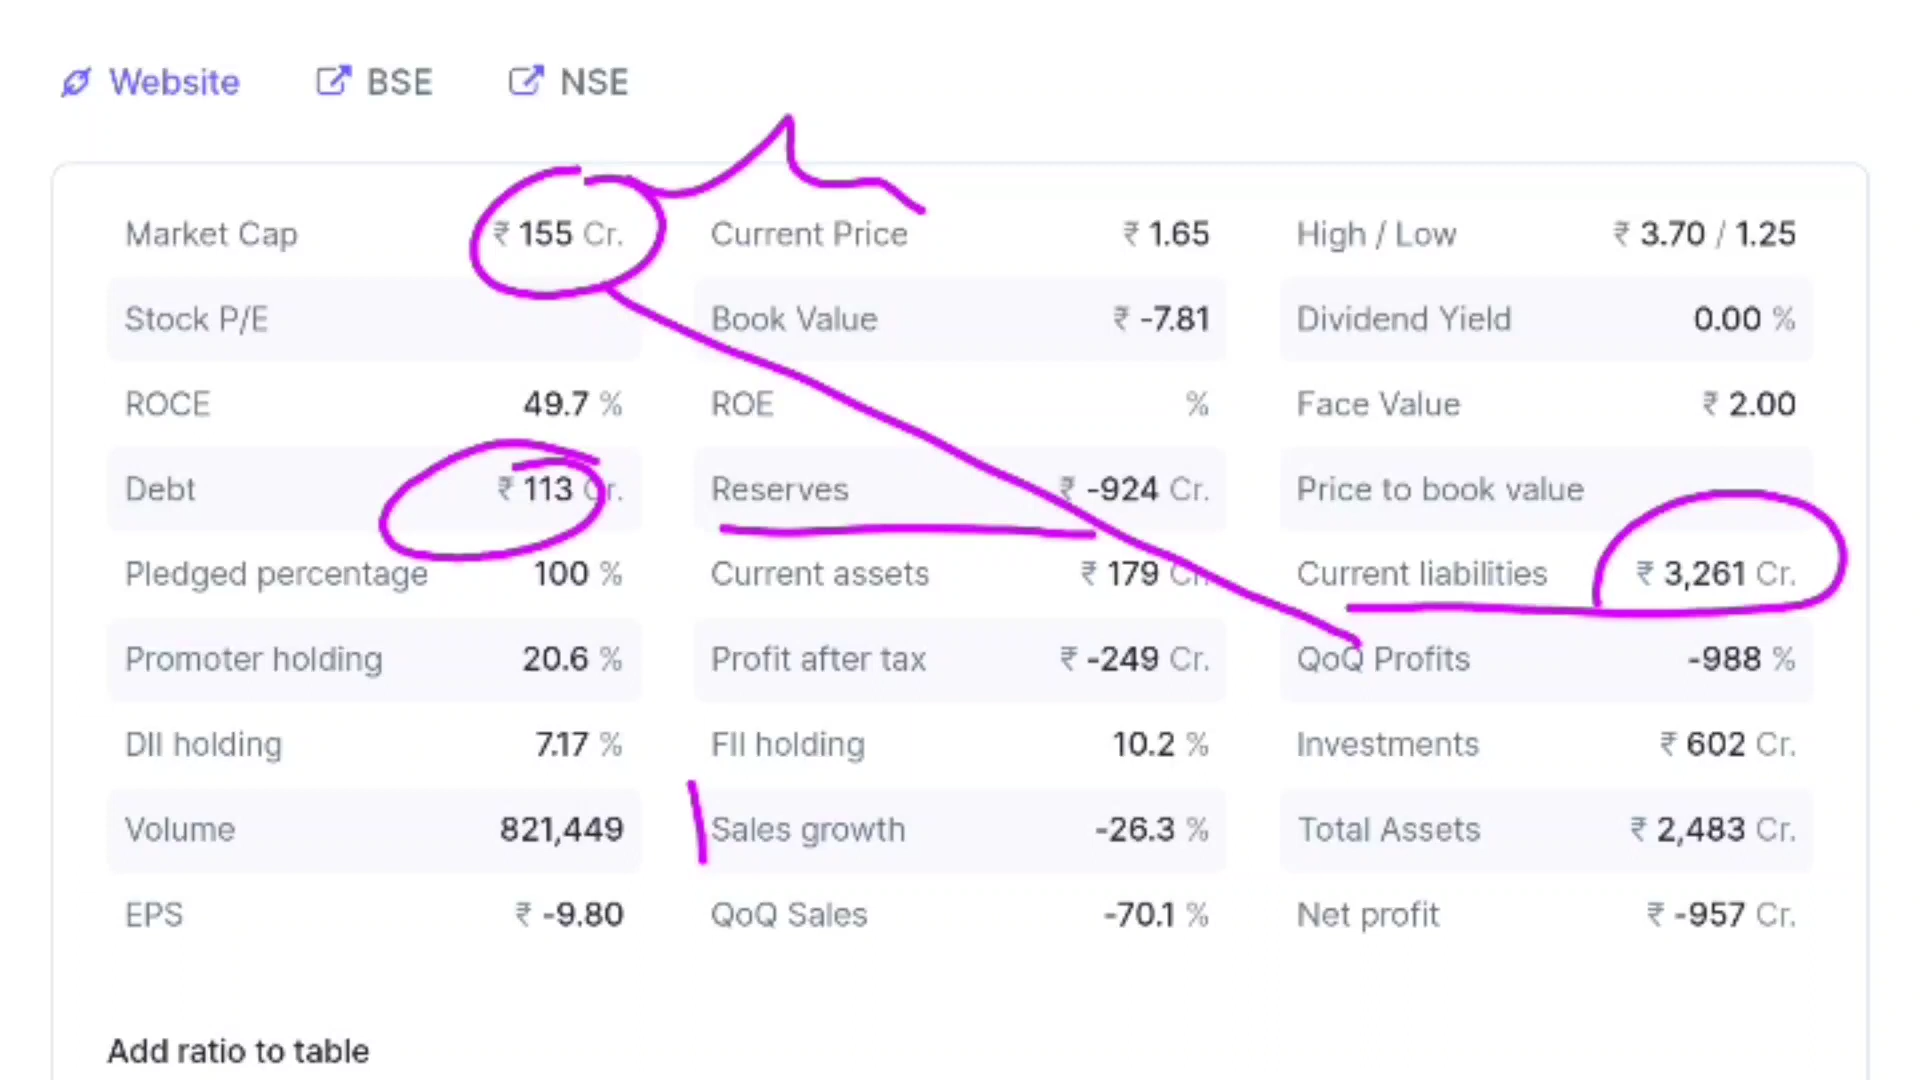 Website BSE NSE
Market Cap ₹ 155 Cr. Current Price ₹ 1.65 High / Low ₹ 3.70 / 1.25
Stock P/E Book Value ₹ -7.81 Dividend Yield 0.00 %
ROCE 49.7 % ROE % Face Value ₹ 2.00
Debt ₹ 113 Cr. Reserves ₹ -924 Cr. Price to book value
Pledged percentage 100 % Current assets ₹ 179 Cr. Current liabilities ₹ 3,261 Cr.
Promoter holding 20.6 % Profit after tax ₹ -249 Cr. QoQ Profits -988 %
DII holding 7.17 % FII holding 10.2 % Investments ₹ 602 Cr.
Volume 821,449 Sales growth -26.3 % Total Assets ₹ 2,483 Cr.
EPS ₹ -9.80 QoQ Sales -70.1 % Net profit ₹ -957 Cr.
Add ratio to table